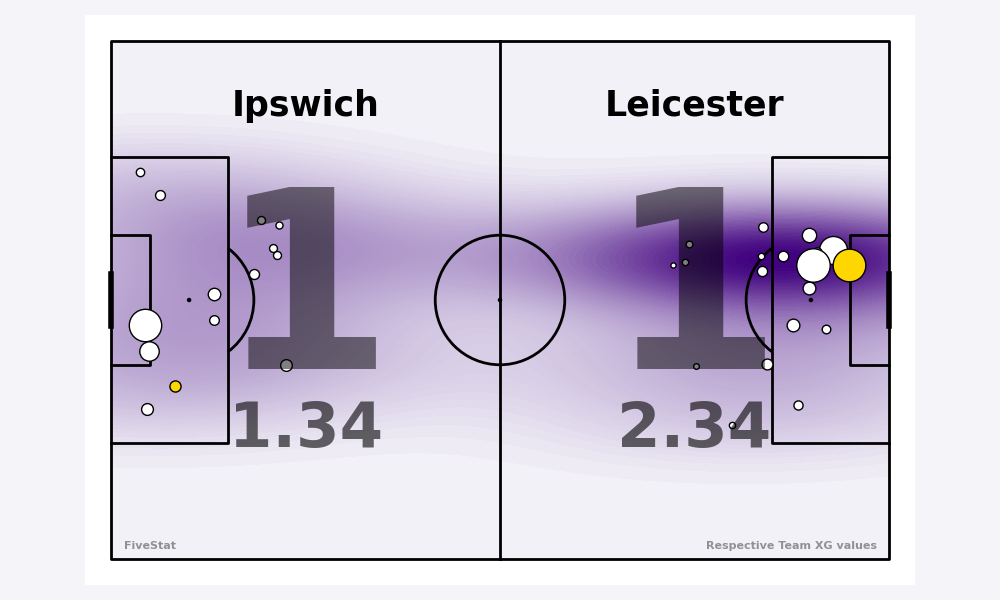 Ipswich
Leicester
1
1
1.34
2.34
FiveStat
Respective Team XG values